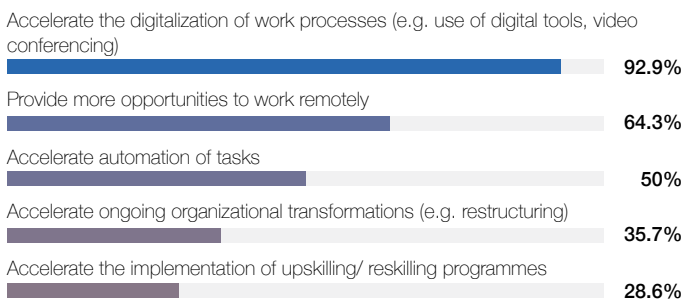 Accelerate the digitalization of work processes (e.g. use of digital tools, video
conferencing)
92.9%
Provide more opportunities to work remotely
64.3%
Accelerate automation of tasks
50%
Accelerate ongoing organizational transformations (e.g. restructuring)
35.7%
Accelerate the implementation of upskilling/ reskilling programmes
28.6%